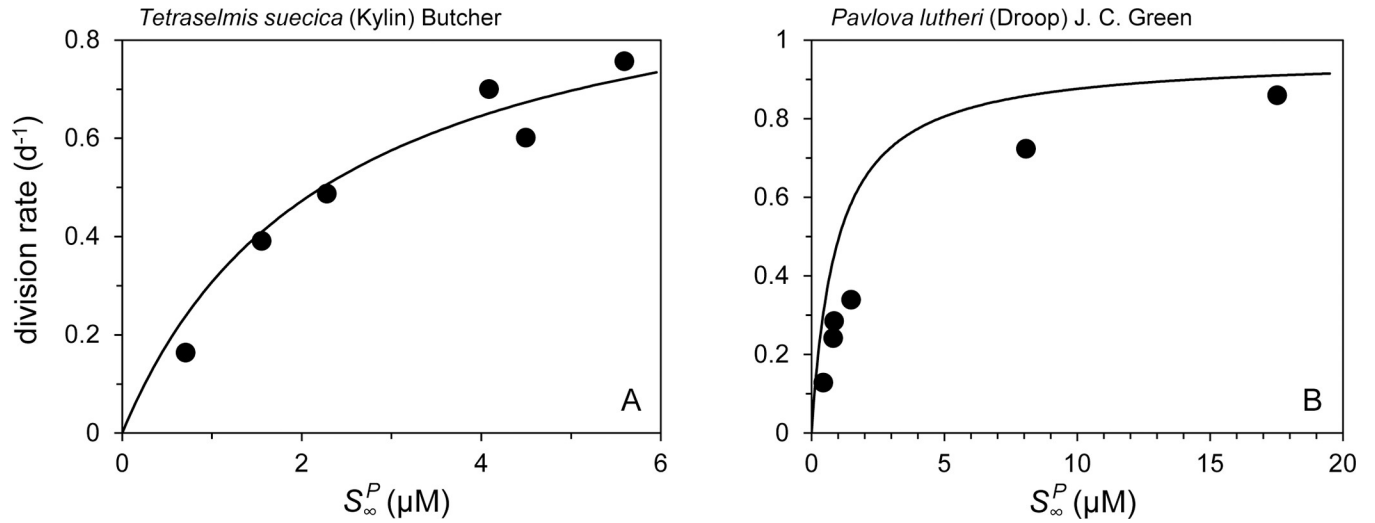 Tetraselmis suecica (Kylin) Butcher
0.8
0.6
0.4
0.2
0
division rate (d⁻¹)
0 2 4 6
S∞ᴾ (µM)
A
Pavlova lutheri (Droop) J. C. Green
1
0.8
0.6
0.4
0.2
0
0 5 10 15 20
S∞ᴾ (µM)
B